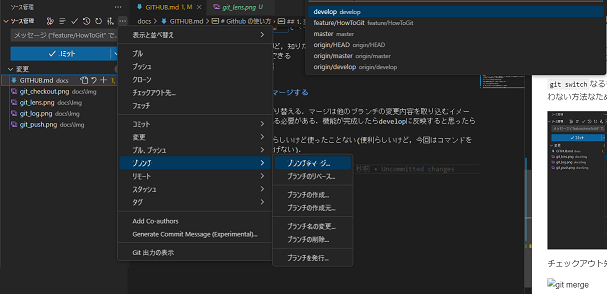 ソース管理
GITHUB.md 1, M
git_lens.png
docs > GITHUB.md > # Githubの使い方 >
develop develop
feature/HowToGit feature/HowToGit
master master
origin/HEAD origin/HEAD
origin/master origin/master
origin/develop origin/develop
ソース管理
メッセージ ("feature/HowToGit" で
コミット
変更
GITHUB.md docs
git_checkout.png docs\img
git_lens.png docs\img
git_log.png docs\img
git_push.png docs\img
表示と並べ替え
プル
プッシュ
クローン
チェックアウト先...
フェッチ
コミット
変更
プル, プッシュ
ブランチ
リモート
スタッシュ
タグ
Add Co-authors
Generate Commit Message (Experimental)...
Git 出力の表示
ブランチをマージ...
ブランチのリベース...
ブランチの作成...
ブランチの作成元...
ブランチ名の変更...
ブランチの削除...
ブランチを発行...
できる
マージする
り替える、マージは他のブランチの変更内容を取り込むイメー
る必要がある、機能が完成したらdevelopに反映すると思ったら
らしいけど使ったことない(便利らしいけど、今回はコマンドを
げない)。
• Uncommitted changes
git switch なる
わない方法なため
チェックアウト先
git merge